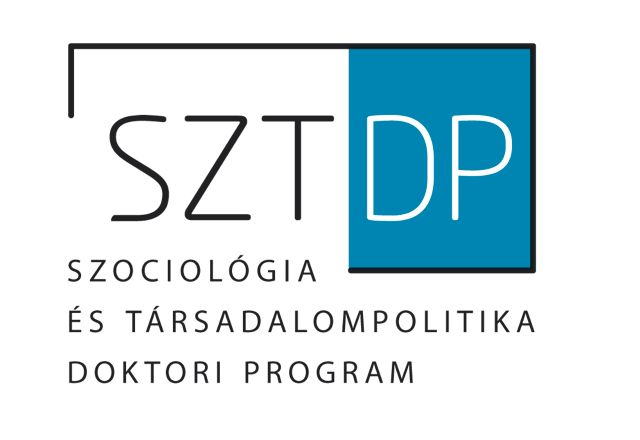 SZTDP
SZOCIOLÓGIA
ÉS TÁRSADALOMPOLITIKA
DOKTORI PROGRAM